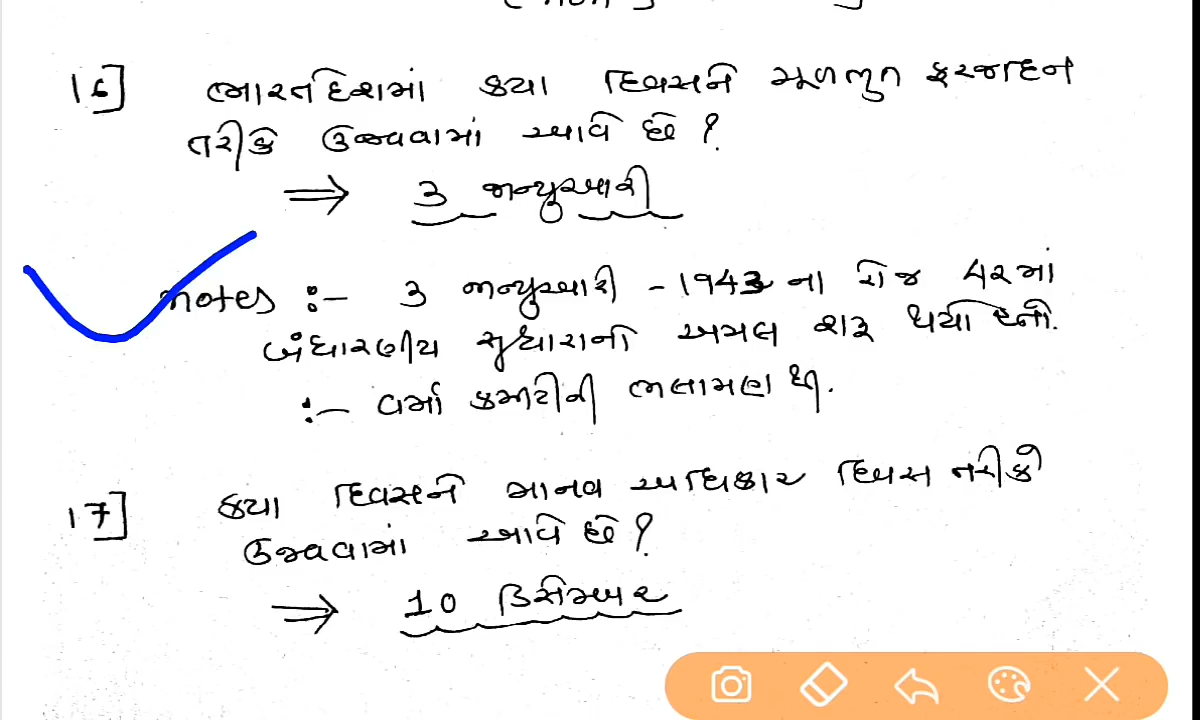 16] ભારતદેશમાં કયા દિવસને મૂળભુત ફરજદિન
તરીકે ઉજવવામાં આવે છે ?
⇒ 3 જાન્યુઆરી
notes :- 3 જાન્યુઆરી - 1943 ના રોજ 42માં
બંધારણીય સુધારાનો અમલ શરૂ થયો હતો.
:- વર્મા કમીટીની ભલામણ થી.
17] કયા દિવસને માનવ અધિકાર દિવસ તરીકે
ઉજવવામાં આવે છે ?
⇒ 10 ડિસેમ્બર